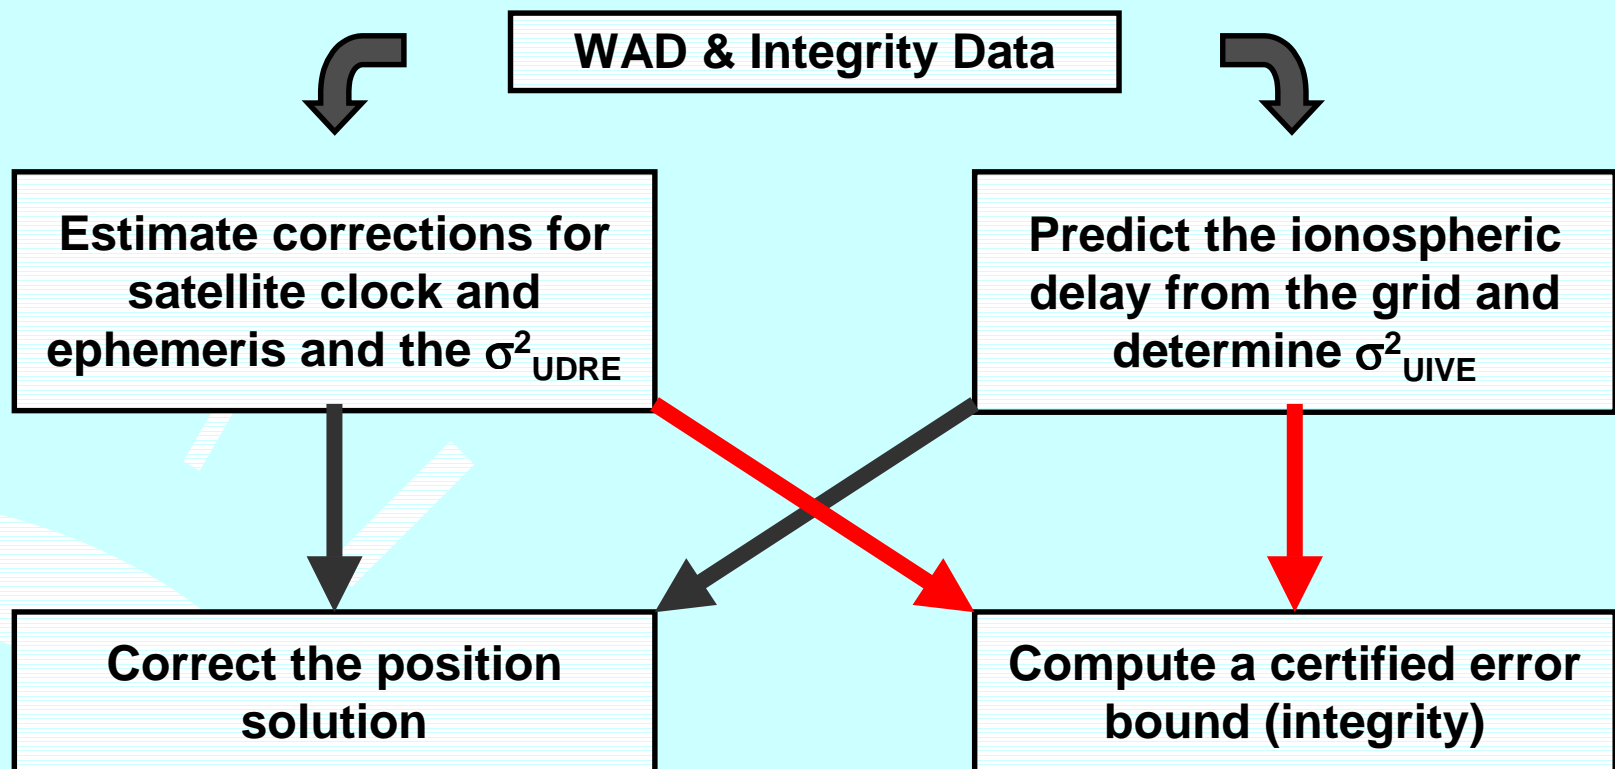 WAD & Integrity Data
Estimate corrections for
satellite clock and
ephemeris and the σ²UDRE
Predict the ionospheric
delay from the grid and
determine σ²UIVE
Correct the position
solution
Compute a certified error
bound (integrity)